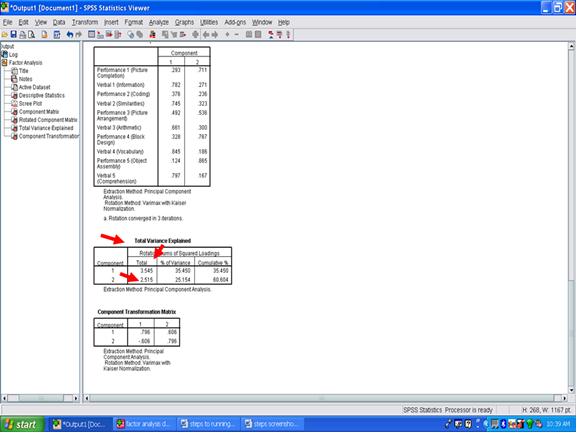 *Output1 [Document1] - SPSS Statistics Viewer
File Edit View Data Transform Insert Format Analyze Graphs Utilities Add-ons Window Help
Output
Log
Factor Analysis
Title
Notes
Active Dataset
Descriptive Statistics
Scree Plot
Component Matrix
Rotated Component Matrix
Total Variance Explained
Component Transformation
Component
1 2
Performance 1 (Picture Completion) .293 .711
Verbal 1 (Information) .782 .271
Performance 2 (Coding) .376 .236
Verbal 2 (Similarities) .745 .323
Performance 3 (Picture Arrangement) .492 .536
Verbal 3 (Arithmetic) .661 .300
Performance 4 (Block Design) .328 .787
Verbal 4 (Vocabulary) .845 .186
Performance 5 (Object Assembly) .124 .865
Verbal 5 (Comprehension) .797 .167
Extraction Method: Principal Component
Analysis.
Rotation Method: Varimax with Kaiser
Normalization.
a. Rotation converged in 3 iterations.
Total Variance Explained
Rotation Sums of Squared Loadings
Component Total % of Variance Cumulative %
1 3.545 35.450 35.450
2 2.515 25.154 60.604
Extraction Method: Principal Component Analysis.
Component Transformation Matrix
Component 1 2
1 .796 .606
2 -.606 .796
Extraction Method: Principal
Component Analysis.
Rotation Method: Varimax with
Kaiser Normalization.
SPSS Statistics Processor is ready H: 268, W: 1167 pt.
start *Output1 [Doc... factor analysis d... steps to running... steps screensho... 10:39 AM